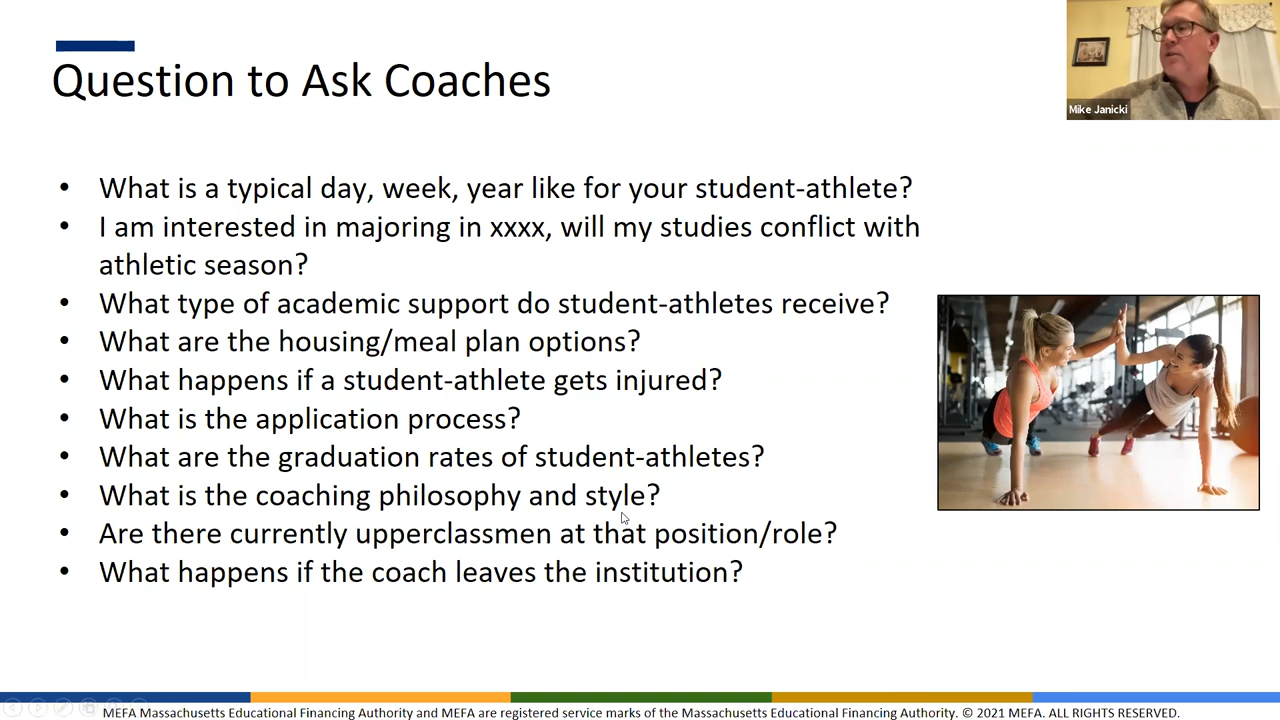 Question to Ask Coaches
Mike Janicki
• What is a typical day, week, year like for your student-athlete?
• I am interested in majoring in xxxx, will my studies conflict with
athletic season?
• What type of academic support do student-athletes receive?
• What are the housing/meal plan options?
• What happens if a student-athlete gets injured?
• What is the application process?
• What are the graduation rates of student-athletes?
• What is the coaching philosophy and style?
• Are there currently upperclassmen at that position/role?
• What happens if the coach leaves the institution?
MEFA Massachusetts Educational Financing Authority and MEFA are registered service marks of the Massachusetts Educational Financing Authority. © 2021 MEFA. ALL RIGHTS RESERVED.